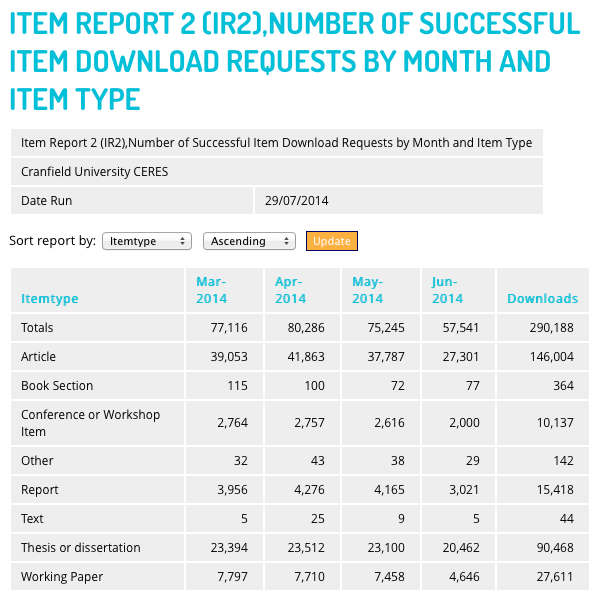 ITEM REPORT 2 (IR2),NUMBER OF SUCCESSFUL
ITEM DOWNLOAD REQUESTS BY MONTH AND
ITEM TYPE
Item Report 2 (IR2),Number of Successful Item Download Requests by Month and Item Type
Cranfield University CERES
Date Run 29/07/2014
Sort report by: Itemtype Ascending Update
Itemtype Mar-2014 Apr-2014 May-2014 Jun-2014 Downloads
Totals 77,116 80,286 75,245 57,541 290,188
Article 39,053 41,863 37,787 27,301 146,004
Book Section 115 100 72 77 364
Conference or Workshop
Item 2,764 2,757 2,616 2,000 10,137
Other 32 43 38 29 142
Report 3,956 4,276 4,165 3,021 15,418
Text 5 25 9 5 44
Thesis or dissertation 23,394 23,512 23,100 20,462 90,468
Working Paper 7,797 7,710 7,458 4,646 27,611